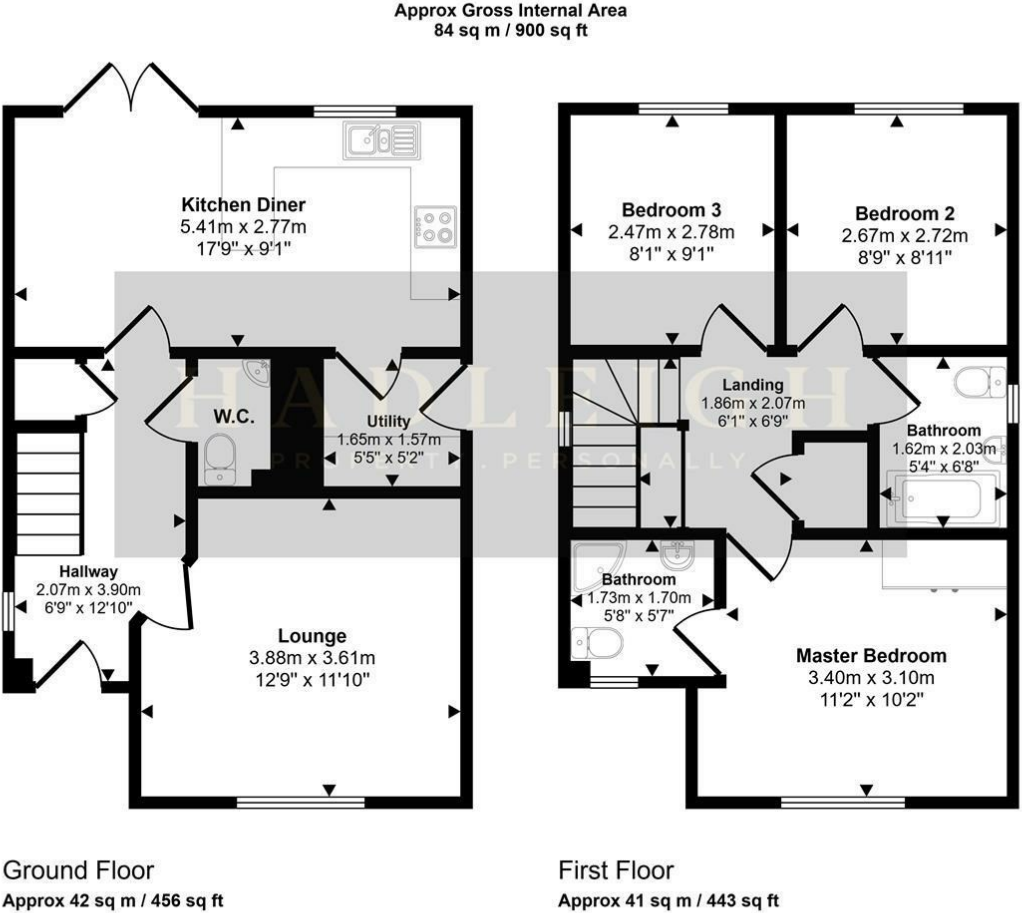 Approx Gross Internal Area
84 sq m / 900 sq ft
Kitchen Diner
5.41m x 2.77m
17'9" x 9'1"
Bedroom 3
2.47m x 2.78m
8'1" x 9'1"
Bedroom 2
2.67m x 2.72m
8'9" x 8'11"
HADLEIGH
PROPERTY. PERSONALLY
W.C.
Utility
1.65m x 1.57m
5'5" x 5'2"
Landing
1.86m x 2.07m
6'1" x 6'9"
Bathroom
1.62m x 2.03m
5'4" x 6'8"
Hallway
2.07m x 3.90m
6'9" x 12'10"
Lounge
3.88m x 3.61m
12'9" x 11'10"
Bathroom
1.73m x 1.70m
5'8" x 5'7"
Master Bedroom
3.40m x 3.10m
11'2" x 10'2"
Ground Floor
Approx 42 sq m / 456 sq ft
First Floor
Approx 41 sq m / 443 sq ft